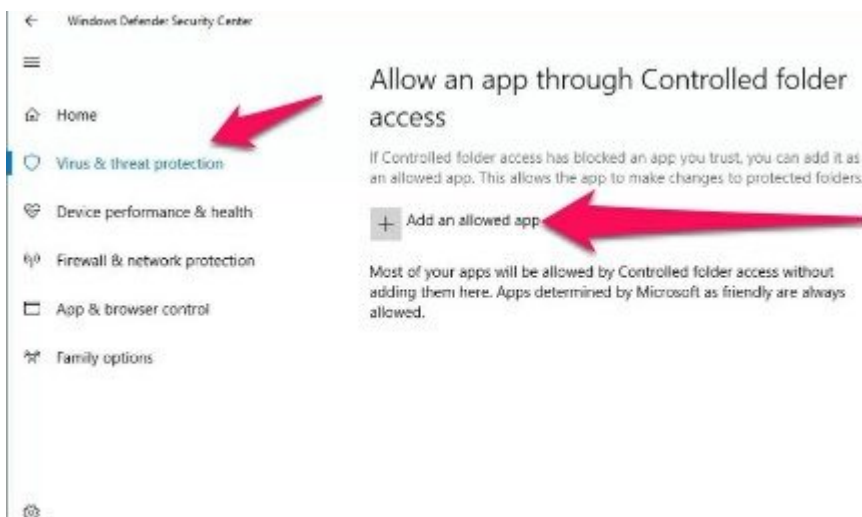 Windows Defender Security Center
Home
Virus & threat protection
Device performance & health
Firewall & network protection
App & browser control
Family options
Allow an app through Controlled folder
access
If Controlled folder access has blocked an app you trust, you can add it as
an allowed app. This allows the app to make changes to protected folders.
Add an allowed app
Most of your apps will be allowed by Controlled folder access without
adding them here. Apps determined by Microsoft as friendly are always
allowed.